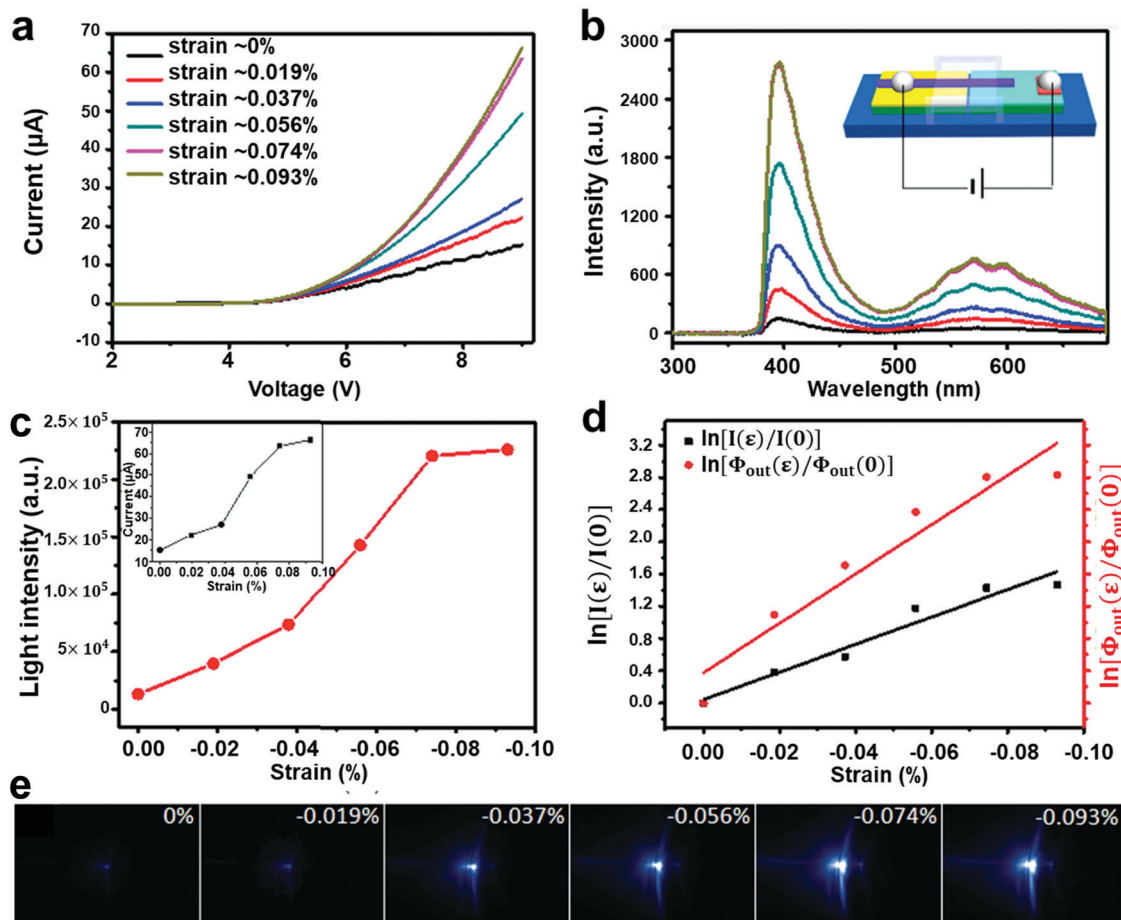 a
70
60
50
40
30
20
10
0
-10
Current (μA)
strain ~0%
strain ~0.019%
strain ~0.037%
strain ~0.056%
strain ~0.074%
strain ~0.093%
2 4 6 8
Voltage (V)
b
3000
2400
1800
1200
600
0
Intensity (a.u.)
300 400 500 600
Wavelength (nm)
c
2.5× 10⁵
2.0× 10⁵
1.5× 10⁵
1.0× 10⁵
5× 10⁴
0
Light intensity (a.u.)
70
60
50
40
30
20
10
Current (μA)
0.00 0.02 0.04 0.06 0.08 0.10
Strain (%)
0.00 -0.02 -0.04 -0.06 -0.08 -0.10
Strain (%)
d
3.2
2.8
2.4
2.0
1.6
1.2
0.8
0.4
0.0
ln[I(ε)/I(0)]
ln[I(ε)/I(0)]
ln[Φout(ε)/Φout(0)]
ln[Φout(ε)/Φout(0)]
0.00 -0.02 -0.04 -0.06 -0.08 -0.10
Strain (%)
e
0% -0.019% -0.037% -0.056% -0.074% -0.093%